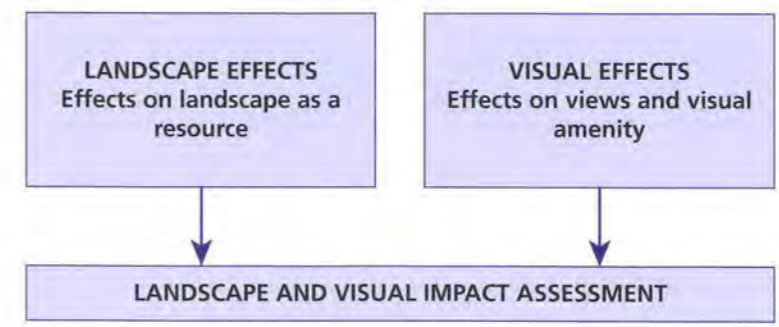 LANDSCAPE EFFECTS
Effects on landscape as a
resource
VISUAL EFFECTS
Effects on views and visual
amenity
LANDSCAPE AND VISUAL IMPACT ASSESSMENT